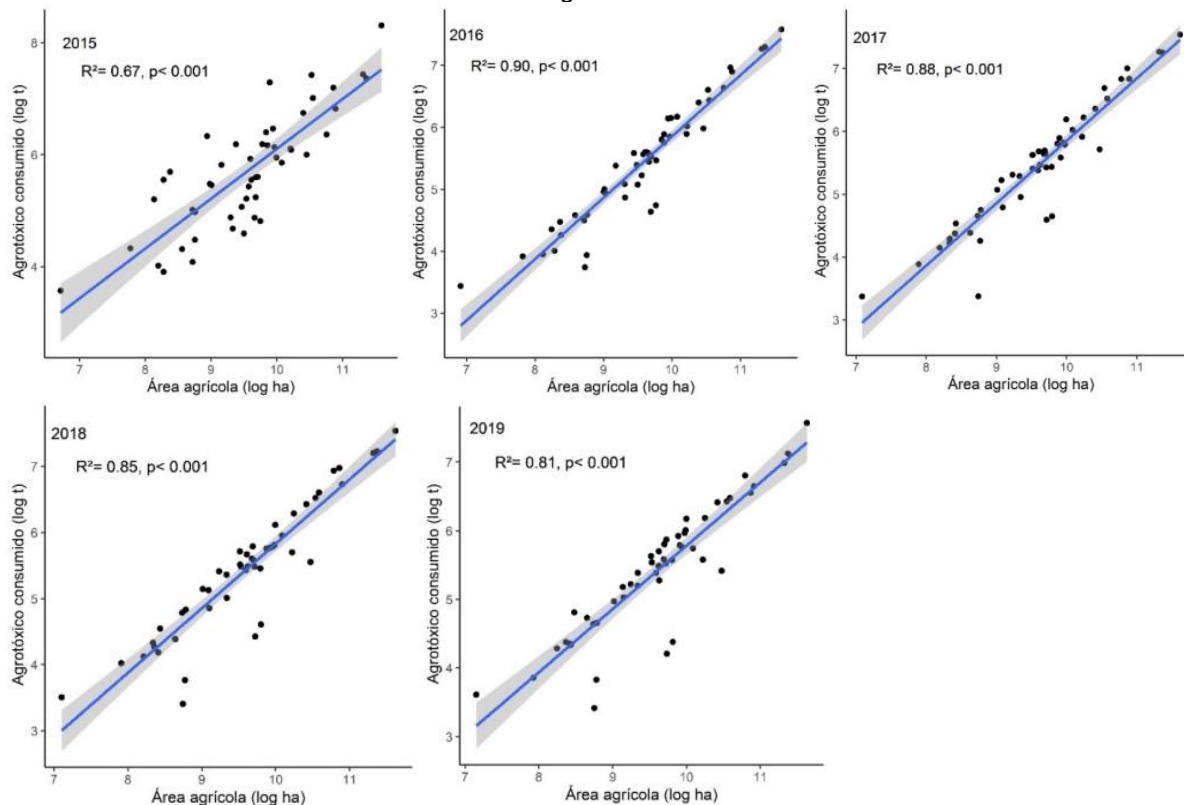 2015
R²= 0.67, p< 0.001
Agrotóxico consumido (log t)
8
6
4
7 8 9 10 11
Área agrícola (log ha)
2016
R²= 0.90, p< 0.001
Agrotóxico consumido (log t)
7
6
5
4
3
7 8 9 10 11
Área agrícola (log ha)
2017
R²= 0.88, p< 0.001
Agrotóxico consumido (log t)
7
6
5
4
3
7 8 9 10 11
Área agrícola (log ha)
2018
R²= 0.85, p< 0.001
Agrotóxico consumido (log t)
7
6
5
4
3
7 8 9 10 11
Área agrícola (log ha)
2019
R²= 0.81, p< 0.001
Agrotóxico consumido (log t)
7
6
5
4
3
7 8 9 10 11
Área agrícola (log ha)